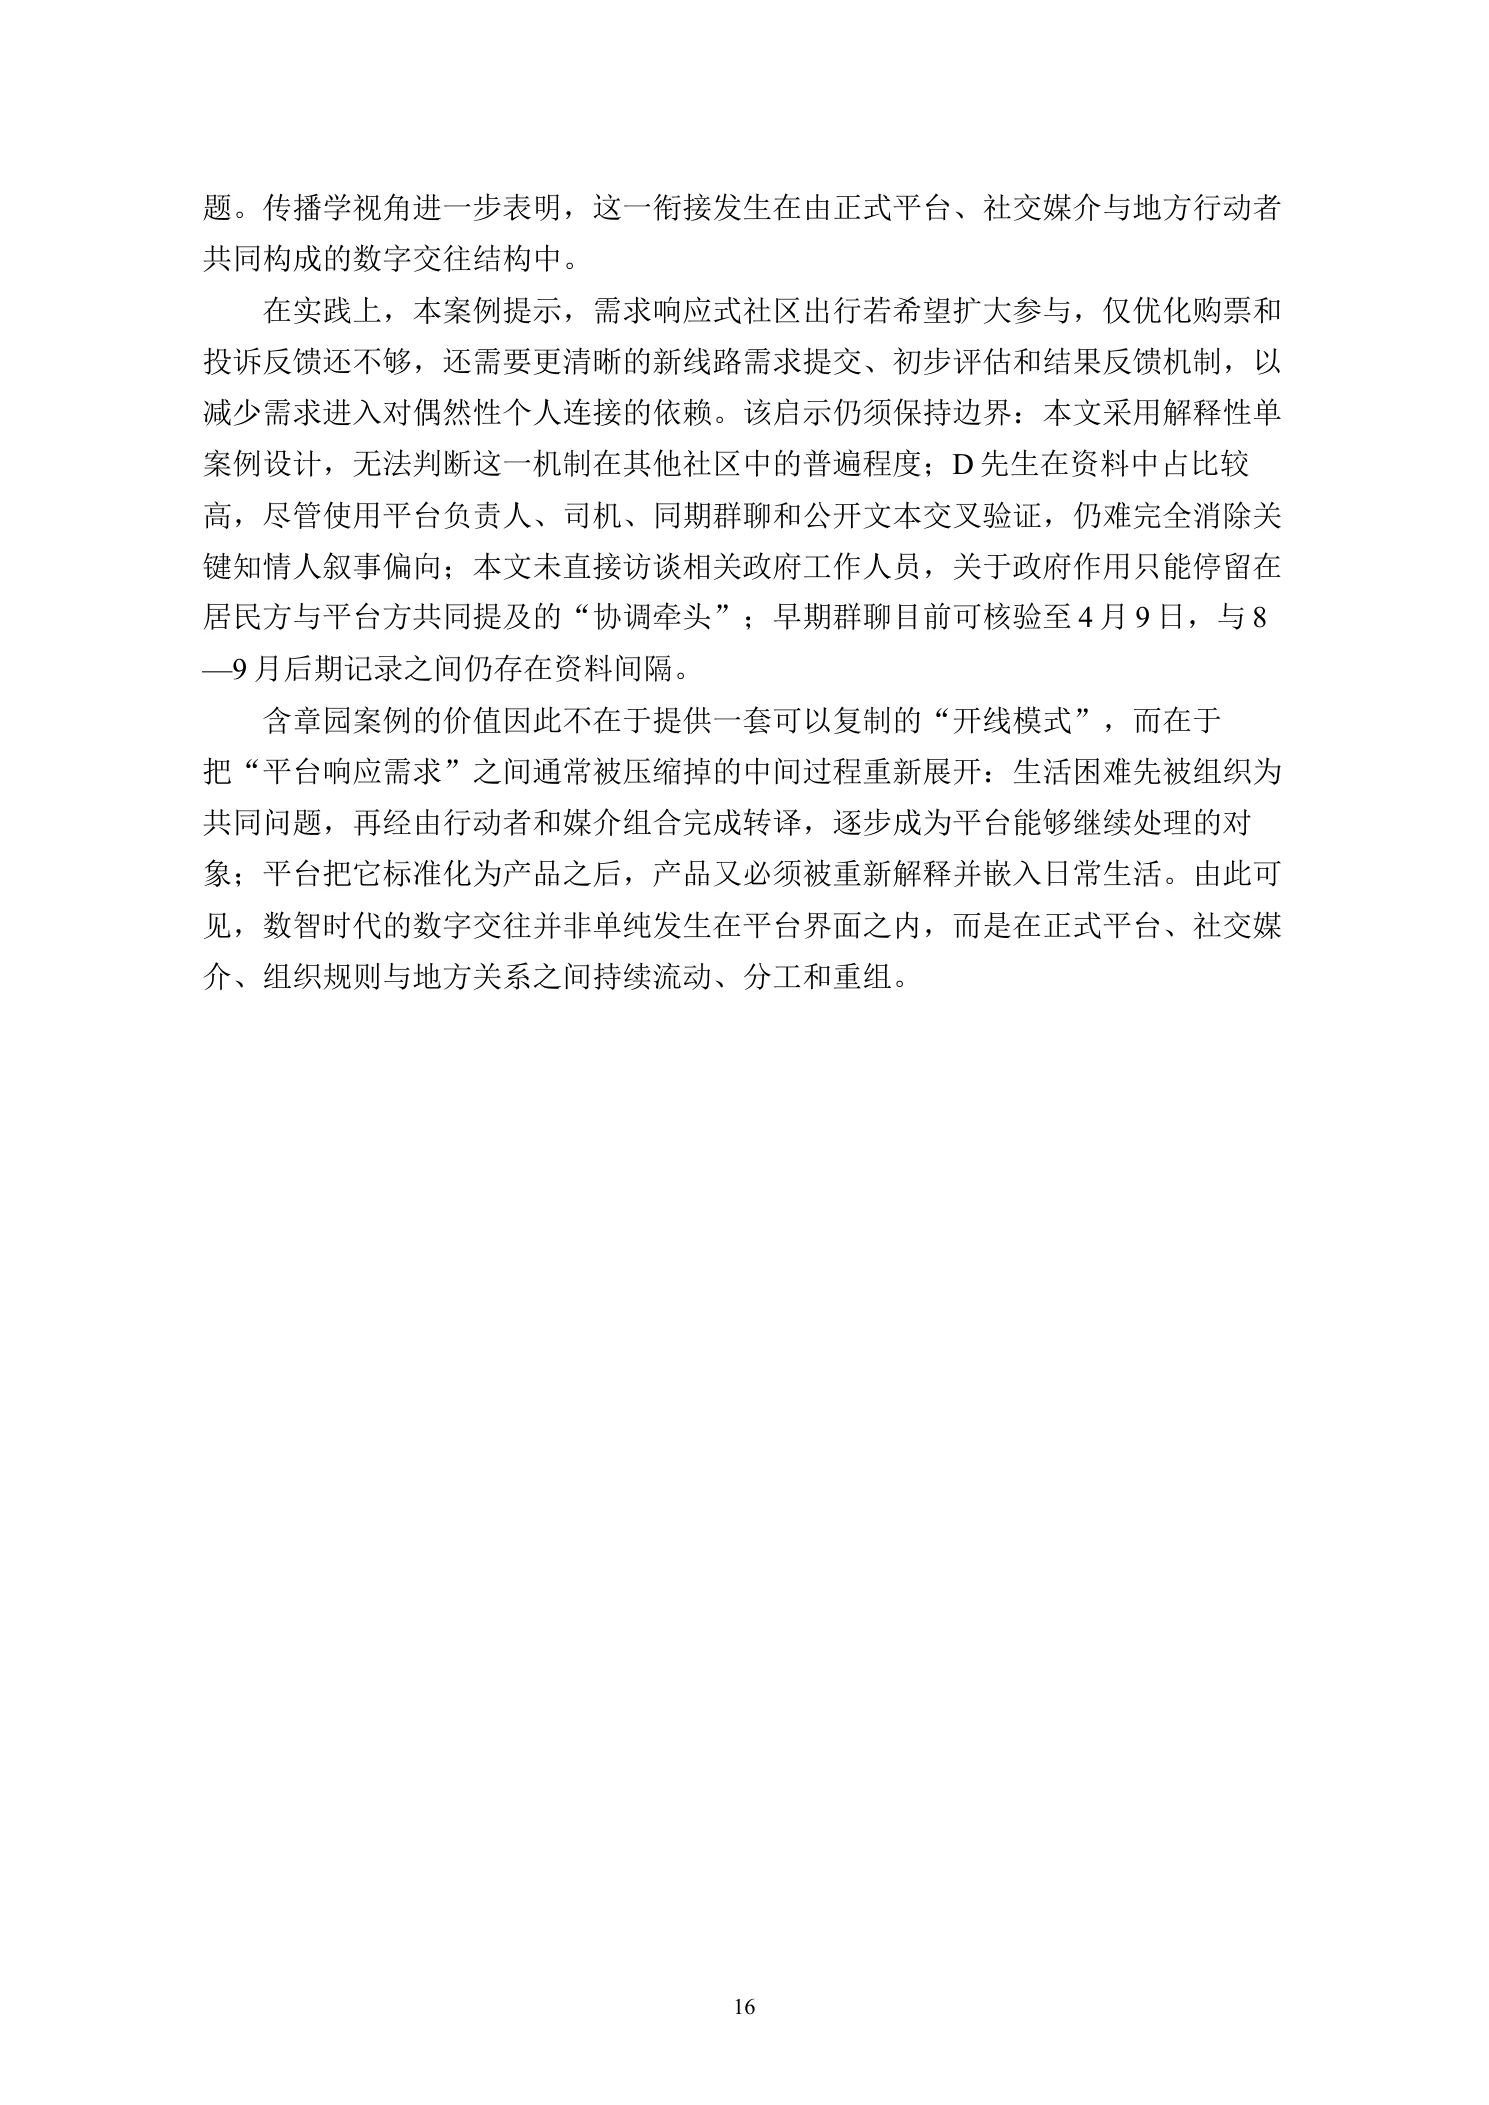 题。传播学视角进一步表明，这一衔接发生在由正式平台、社交媒介与地方行动者
共同构成的数字交往结构中。
在实践上，本案例提示，需求响应式社区出行若希望扩大参与，仅优化购票和
投诉反馈还不够，还需要更清晰的新线路需求提交、初步评估和结果反馈机制，以
减少需求进入对偶然性个人连接的依赖。该启示仍须保持边界：本文采用解释性单
案例设计，无法判断这一机制在其他社区中的普遍程度；D 先生在资料中占比较
高，尽管使用平台负责人、司机、同期群聊和公开文本交叉验证，仍难完全消除关
键知情人叙事偏向；本文未直接访谈相关政府工作人员，关于政府作用只能停留在
居民方与平台方共同提及的“协调牵头”；早期群聊目前可核验至 4 月 9 日，与 8
—9 月后期记录之间仍存在资料间隔。
含章园案例的价值因此不在于提供一套可以复制的“开线模式”，而在于
把“平台响应需求”之间通常被压缩掉的中间过程重新展开：生活困难先被组织为
共同问题，再经由行动者和媒介组合完成转译，逐步成为平台能够继续处理的对
象；平台把它标准化为产品之后，产品又必须被重新解释并嵌入日常生活。由此可
见，数智时代的数字交往并非单纯发生在平台界面之内，而是在正式平台、社交媒
介、组织规则与地方关系之间持续流动、分工和重组。
16